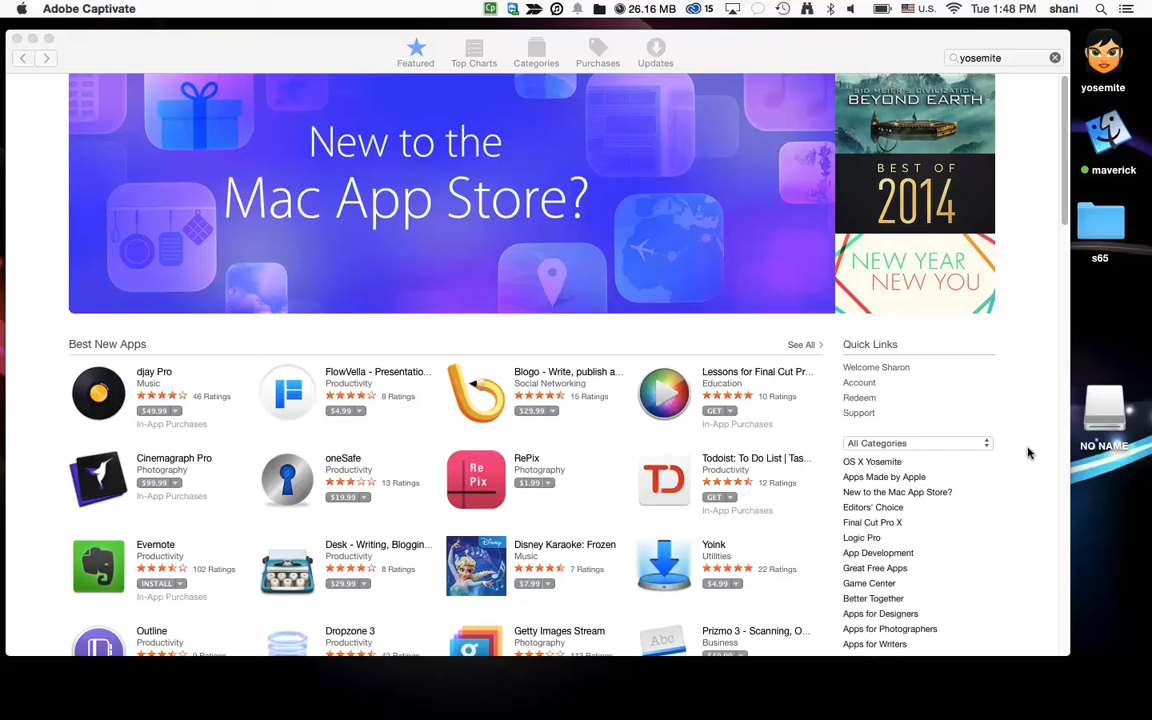 Adobe Captivate
26.16 MB
15
U.S.
Tue 1:48 PM
shani
Featured
Top Charts
Categories
Purchases
Updates
yosemite
New to the
Mac App Store?
SID MEIER'S CIVILIZATION
BEYOND EARTH
BEST OF
2014
NEW YEAR
NEW YOU
yosemite
maverick
s65
NO NAME
Best New Apps
See All
djay Pro
Music
46 Ratings
$49.99
In-App Purchases
FlowVella - Presentatio...
Productivity
8 Ratings
$4.99
Blogo - Write, publish a...
Social Networking
15 Ratings
$29.99
Lessons for Final Cut Pr...
Education
10 Ratings
GET
In-App Purchases
Cinemagraph Pro
Photography
$99.99
In-App Purchases
oneSafe
Productivity
13 Ratings
$19.99
Re
Pix
RePix
Photography
$1.99
Todoist: To Do List | Tas...
Productivity
12 Ratings
GET
In-App Purchases
Evernote
Productivity
102 Ratings
INSTALL
In-App Purchases
Desk - Writing, Bloggin...
Productivity
8 Ratings
$29.99
Disney
Disney Karaoke: Frozen
Music
7 Ratings
$7.99
Yoink
Utilities
22 Ratings
$4.99
Outline
Productivity
9 Ratings
Dropzone 3
Productivity
Getty Images Stream
Photography
113 Ratings
Abc
Prizmo 3 - Scanning, O...
Business
Quick Links
Welcome Sharon
Account
Redeem
Support
All Categories
OS X Yosemite
Apps Made by Apple
New to the Mac App Store?
Editors' Choice
Final Cut Pro X
Logic Pro
App Development
Great Free Apps
Game Center
Better Together
Apps for Designers
Apps for Photographers
Apps for Writers